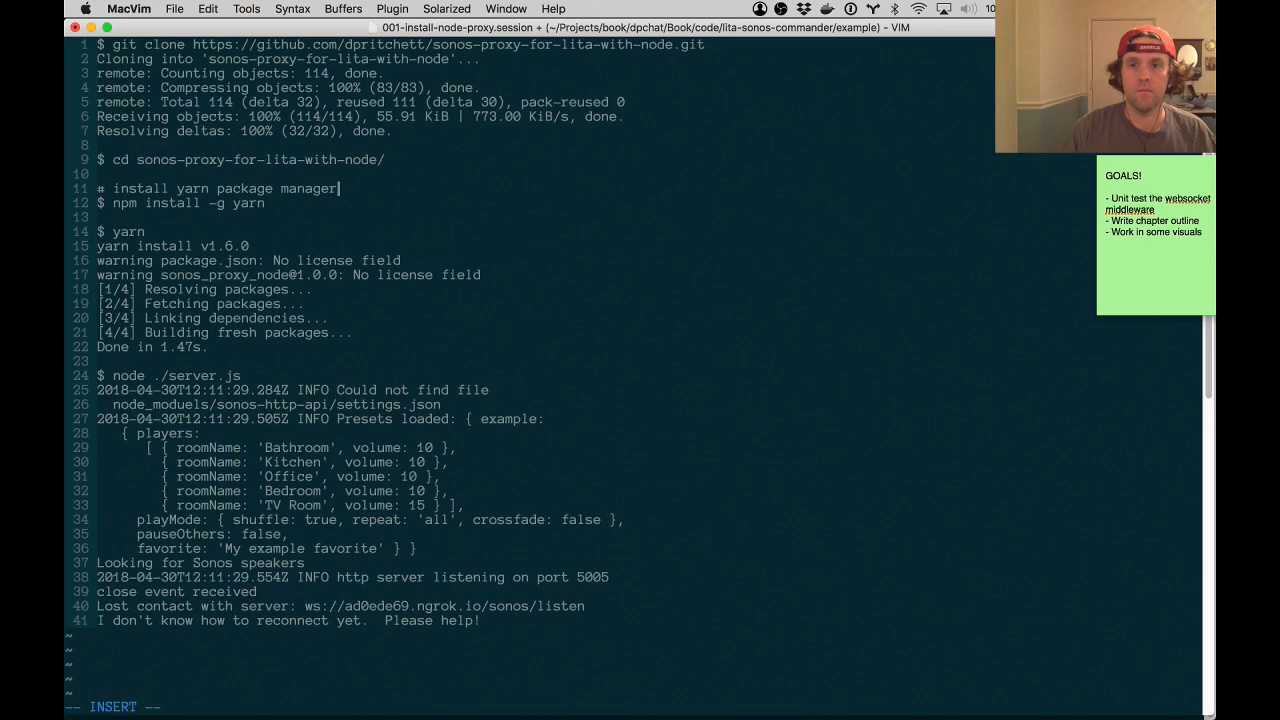 MacVim File Edit Tools Syntax Buffers Plugin Solarized Window Help 10
001-install-node-proxy.session + (~/Projects/book/dpchat/Book/code/lita-sonos-commander/example) - VIM
1 $ git clone https://github.com/dpritchett/sonos-proxy-for-lita-with-node.git
2 Cloning into 'sonos-proxy-for-lita-with-node'...
3 remote: Counting objects: 114, done.
4 remote: Compressing objects: 100% (83/83), done.
5 remote: Total 114 (delta 32), reused 111 (delta 30), pack-reused 0
6 Receiving objects: 100% (114/114), 55.91 KiB | 773.00 KiB/s, done.
7 Resolving deltas: 100% (32/32), done.
8
9 $ cd sonos-proxy-for-lita-with-node/
10
11 # install yarn package manager
12 $ npm install -g yarn
13
14 $ yarn
15 yarn install v1.6.0
16 warning package.json: No license field
17 warning sonos_proxy_node@1.0.0: No license field
18 [1/4] Resolving packages...
19 [2/4] Fetching packages...
20 [3/4] Linking dependencies...
21 [4/4] Building fresh packages...
22 Done in 1.47s.
23
24 $ node ./server.js
25 2018-04-30T12:11:29.284Z INFO Could not find file
26 node_moduels/sonos-http-api/settings.json
27 2018-04-30T12:11:29.505Z INFO Presets loaded: { example:
28 { players:
29 [ { roomName: 'Bathroom', volume: 10 },
30 { roomName: 'Kitchen', volume: 10 },
31 { roomName: 'Office', volume: 10 },
32 { roomName: 'Bedroom', volume: 10 },
33 { roomName: 'TV Room', volume: 15 } ],
34 playMode: { shuffle: true, repeat: 'all', crossfade: false },
35 pauseOthers: false,
36 favorite: 'My example favorite' } }
37 Looking for Sonos speakers
38 2018-04-30T12:11:29.554Z INFO http server listening on port 5005
39 close event received
40 Lost contact with server: ws://ad0ede69.ngrok.io/sonos/listen
41 I don't know how to reconnect yet.  Please help!
~
~
~
~
~
-- INSERT --
GOALS!
- Unit test the websocket
middleware
- Write chapter outline
- Work in some visuals